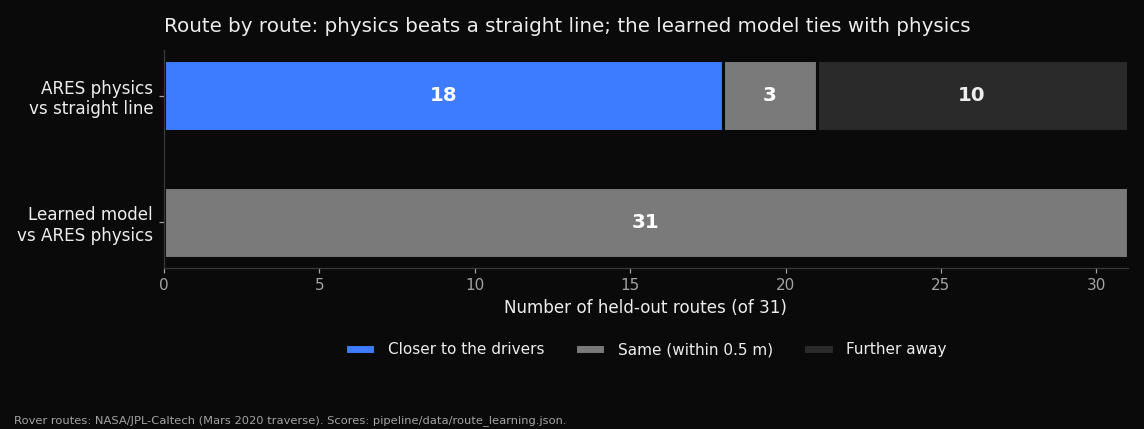 Route by route: physics beats a straight line; the learned model ties with physics
ARES physics
vs straight line
18
3
10
Learned model
vs ARES physics
31
0
5
10
15
20
25
30
Number of held-out routes (of 31)
Closer to the drivers
Same (within 0.5 m)
Further away
Rover routes: NASA/JPL-Caltech (Mars 2020 traverse). Scores: pipeline/data/route_learning.json.